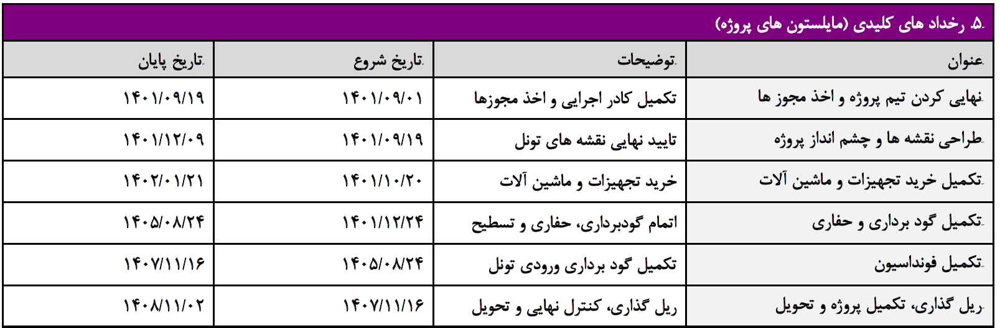 ۵. رخداد های کلیدی (مایلستون های پروژه)
عنوان توضیحات تاریخ شروع تاریخ پایان
نهایی کردن تیم پروژه و اخذ مجوز ها تکمیل کادر اجرایی و اخذ مجوزها ۱۴۰۱/۰۹/۰۱ ۱۴۰۱/۰۹/۱۹
طراحی نقشه ها و چشم انداز پروژه تایید نهایی نقشه های تونل ۱۴۰۱/۰۹/۱۹ ۱۴۰۱/۱۲/۰۹
تکمیل خرید تجهیزات و ماشین آلات خرید تجهیزات و ماشین آلات ۱۴۰۱/۱۰/۲۰ ۱۴۰۲/۰۱/۲۱
تکمیل گود برداری و حفاری اتمام گودبرداری، حفاری و تسطیح ۱۴۰۱/۱۲/۲۴ ۱۴۰۵/۰۸/۲۴
تکمیل فونداسیون تکمیل گود برداری ورودی تونل ۱۴۰۵/۰۸/۲۴ ۱۴۰۷/۱۱/۱۶
ریل گذاری، تکمیل پروژه و تحویل ریل گذاری، کنترل نهایی و تحویل ۱۴۰۷/۱۱/۱۶ ۱۴۰۸/۱۱/۰۲